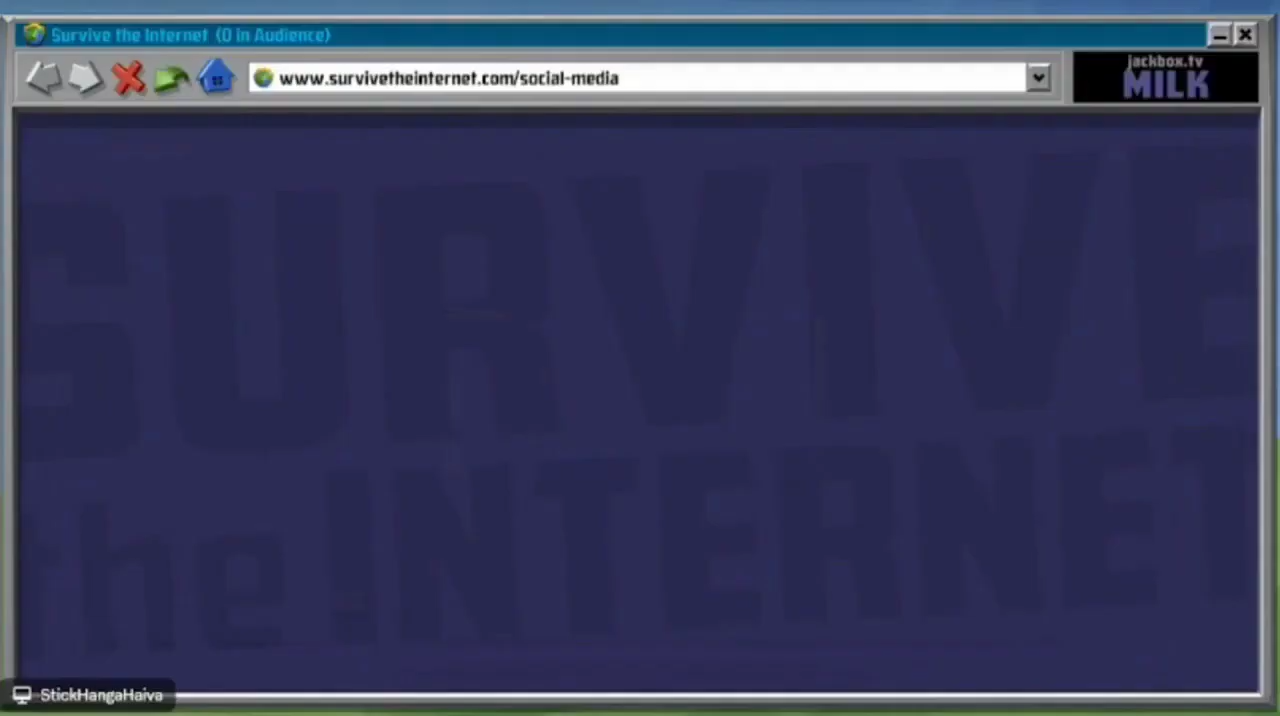 Survive the Internet (0 in Audience)
www.survivetheinternet.com/social-media
jackbox.tv
MILK
SURVIVE
the INTERNET
StickHangaHaiva